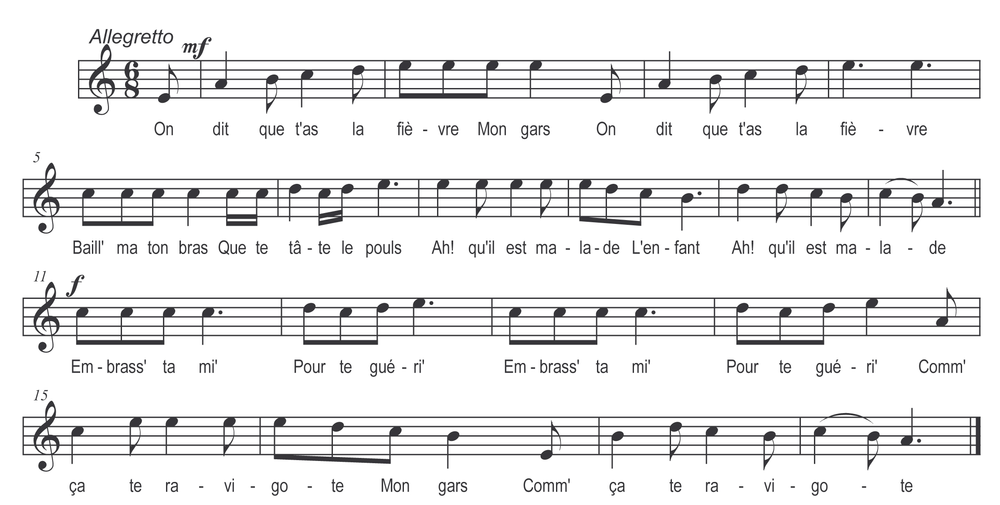 Allegretto
mf
6
8
On dit que t'as la fiè - vre Mon gars On dit que t'as la fiè - vre
5
Baill' ma ton bras Que te tâ - te le pouls Ah! qu'il est ma - la - de L'en - fant Ah! qu'il est ma - la - de
11
f
Em - brass' ta mi' Pour te gué - ri' Em - brass' ta mi' Pour te gué - ri' Comm'
15
ça te ra - vi - go - te Mon gars Comm' ça te ra - vi - go - te